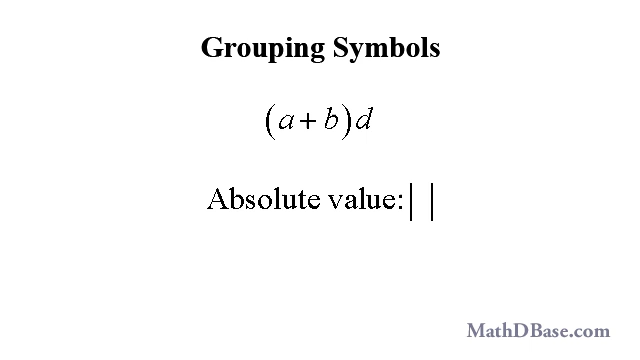 Grouping Symbols
(a + b)d
Absolute value: | |
MathDBase.com